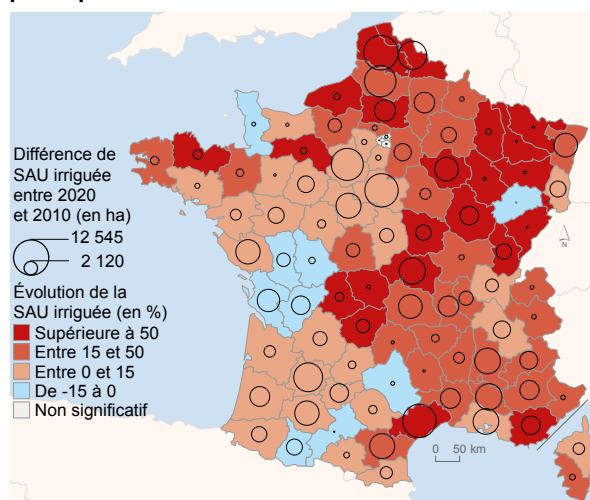 Différence de
SAU irriguée
entre 2020
et 2010 (en ha)
12 545
2 120
Évolution de la
SAU irriguée (en %)
Supérieure à 50
Entre 15 et 50
Entre 0 et 15
De -15 à 0
Non significatif
N
0 50 km